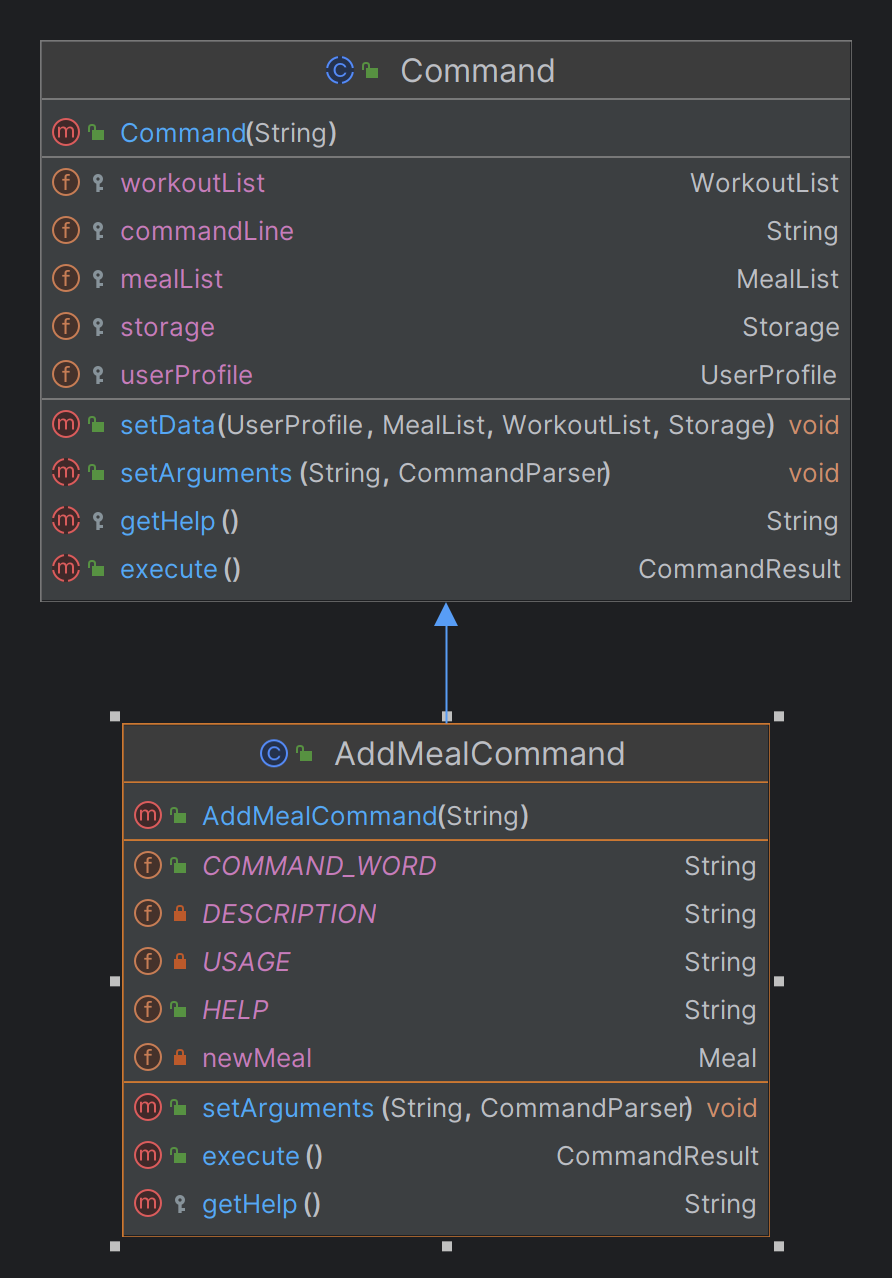 Command
Command(String)
workoutList WorkoutList
commandLine String
mealList MealList
storage Storage
userProfile UserProfile
setData(UserProfile, MealList, WorkoutList, Storage) void
setArguments (String, CommandParser) void
getHelp () String
execute () CommandResult
AddMealCommand
AddMealCommand(String)
COMMAND_WORD String
DESCRIPTION String
USAGE String
HELP String
newMeal Meal
setArguments (String, CommandParser) void
execute () CommandResult
getHelp () String